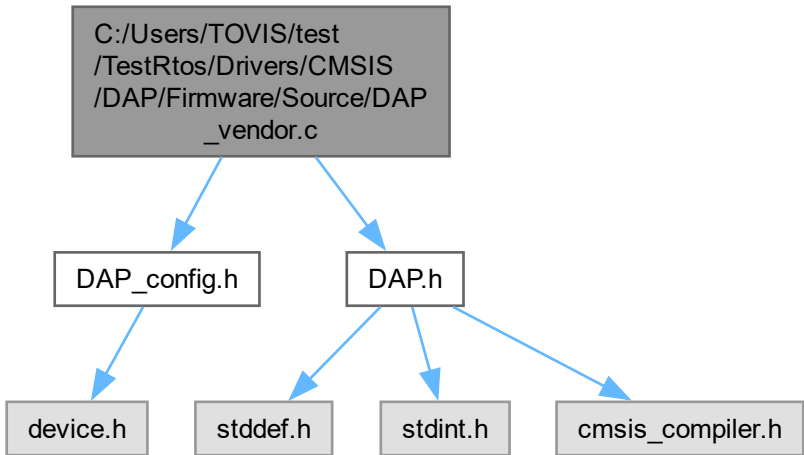 C:/Users/TOVIS/test
/TestRtos/Drivers/CMSIS
/DAP/Firmware/Source/DAP
_vendor.c
DAP_config.h
DAP.h
device.h
stddef.h
stdint.h
cmsis_compiler.h